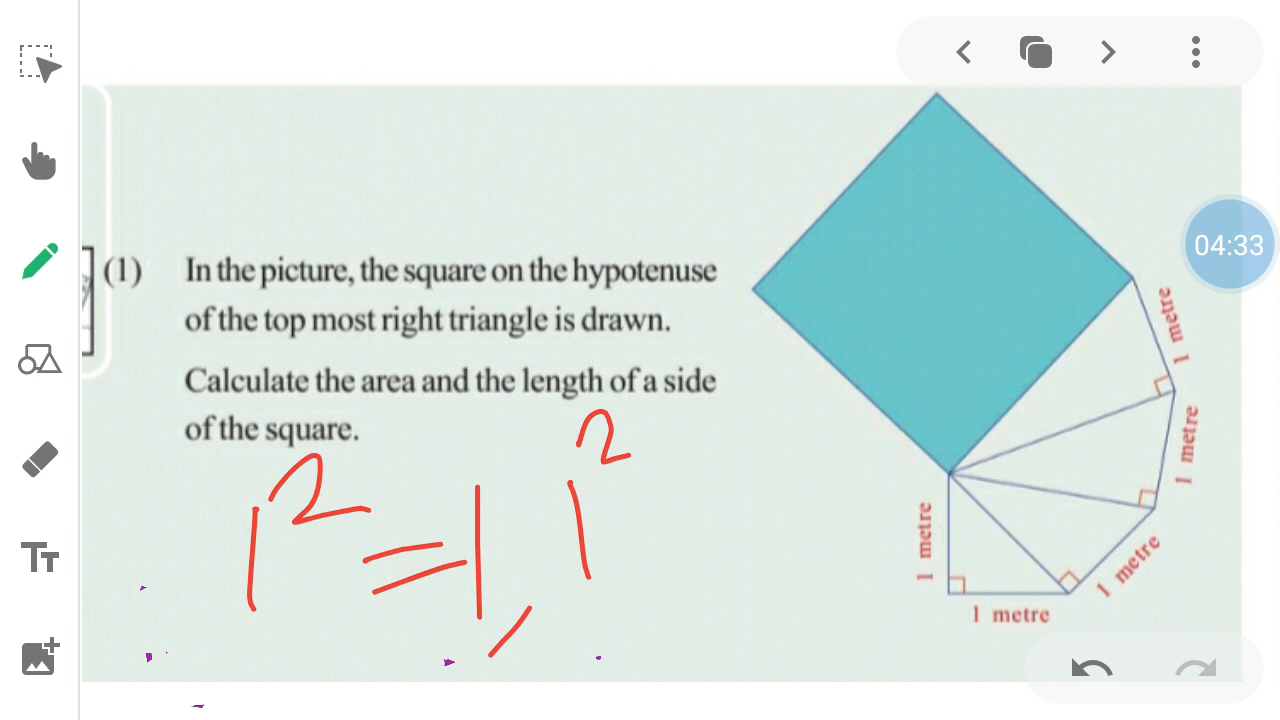 04:33
(1) In the picture, the square on the hypotenuse
of the top most right triangle is drawn.
Calculate the area and the length of a side
of the square.
1² = 1, 1²
1 metre
1 metre
1 metre
1 metre
1 metre
Tт